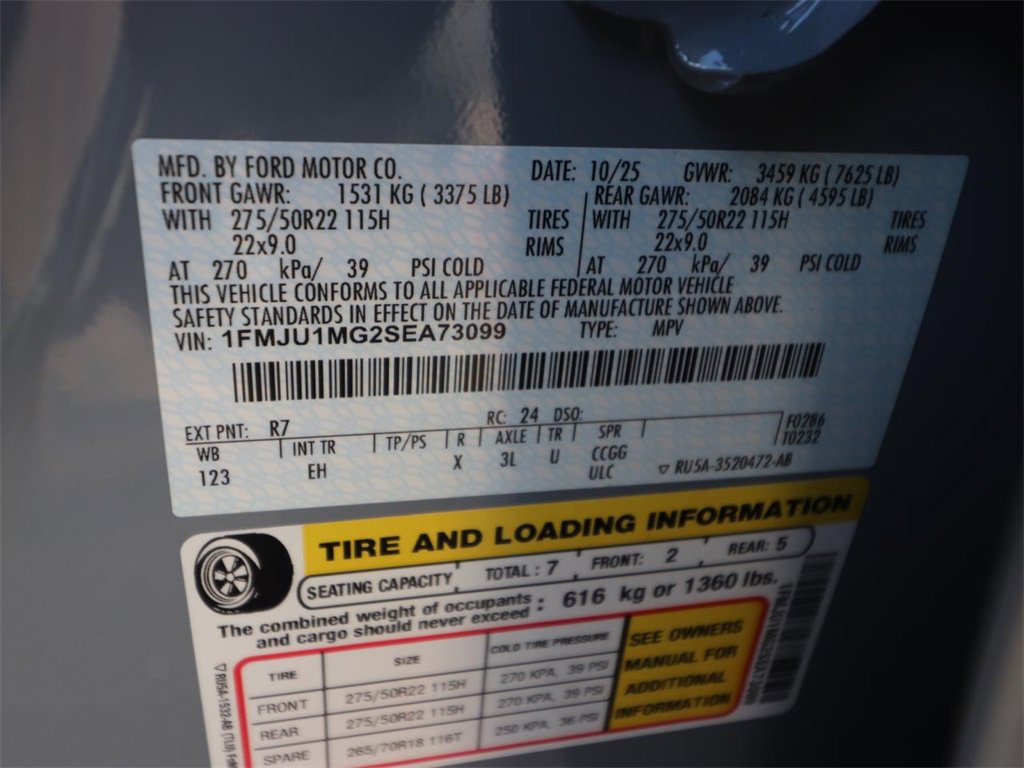 MFD. BY FORD MOTOR CO. DATE: 10/25 GVWR: 3459 KG ( 7625 LB)
FRONT GAWR: 1531 KG ( 3375 LB) REAR GAWR: 2084 KG ( 4595 LB)
WITH 275/50R22 115H TIRES WITH 275/50R22 115H TIRES
22x9.0 RIMS 22x9.0 RIMS
AT 270 kPa/ 39 PSI COLD AT 270 kPa/ 39 PSI COLD
THIS VEHICLE CONFORMS TO ALL APPLICABLE FEDERAL MOTOR VEHICLE
SAFETY STANDARDS IN EFFECT ON THE DATE OF MANUFACTURE SHOWN ABOVE.
VIN: 1FMJU1MG2SEA73099 TYPE: MPV
EXT PNT: R7 RC: 24 DSO: F0286
WB INT TR TP/PS R AXLE TR SPR T0232
123 EH X 3L U CCGG
ULC ▽ RU5A-3520472-AB
TIRE AND LOADING INFORMATION
SEATING CAPACITY TOTAL : 7 FRONT: 2 REAR: 5
The combined weight of occupants and cargo should never exceed : 616 kg or 1360 lbs.
TIRE SIZE COLD TIRE PRESSURE
FRONT 275/50R22 115H 270 KPA, 39 PSI
REAR 275/50R22 115H 270 KPA, 39 PSI
SPARE 265/70R18 116T 250 KPA, 36 PSI
SEE OWNERS
MANUAL FOR
ADDITIONAL
INFORMATION
▽ RU5A-1532-AB (TLU)
1FMJU1MG2SEA73099